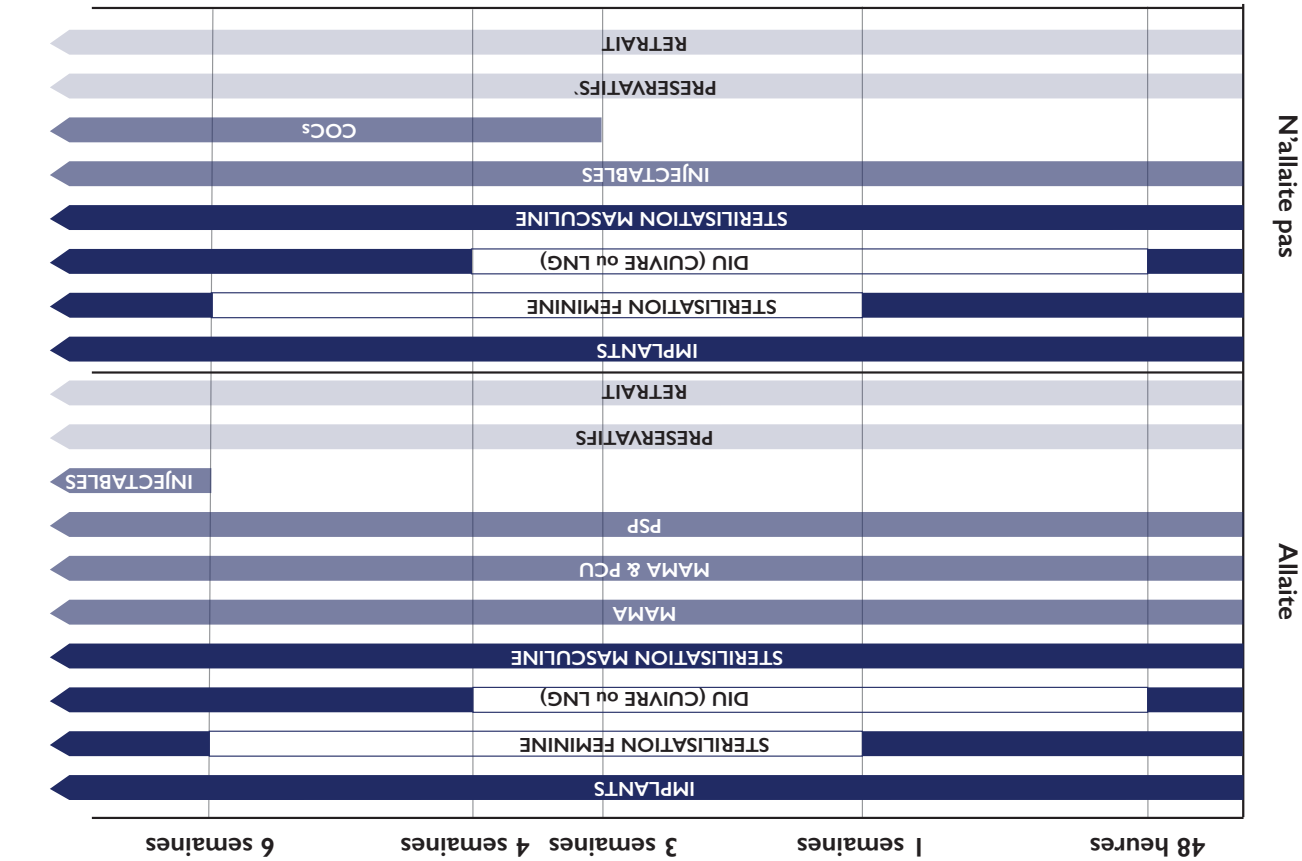 48 heures 1 semaines 3 semaines 4 semaines 6 semaines
Allaite
IMPLANTS
STERILISATION FEMININE
DIU (CUIVRE ou LNG)
STERILISATION MASCULINE
MAMA
MAMA & PCU
PSP
INJECTABLES
PRESERVATIFS
RETRAIT
N'allaite pas
IMPLANTS
STERILISATION FEMININE
DIU (CUIVRE ou LNG)
STERILISATION MASCULINE
INJECTABLES
COCs
PRESERVATIFS`
RETRAIT